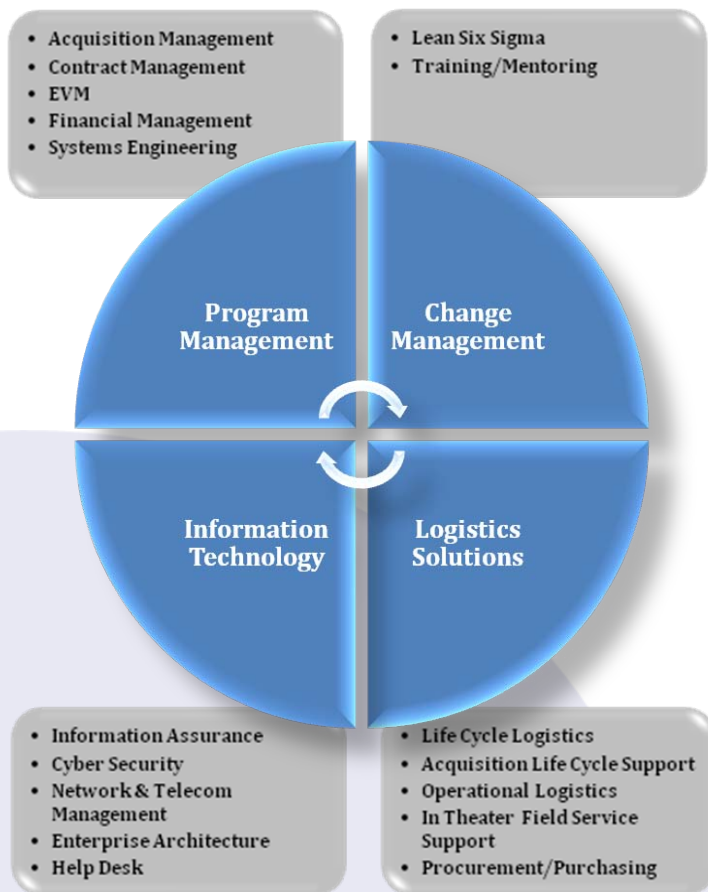 • Acquisition Management
• Contract Management
• EVM
• Financial Management
• Systems Engineering
• Lean Six Sigma
• Training/Mentoring
Program
Management
Change
Management
Information
Technology
Logistics
Solutions
• Information Assurance
• Cyber Security
• Network & Telecom
Management
• Enterprise Architecture
• Help Desk
• Life Cycle Logistics
• Acquisition Life Cycle Support
• Operational Logistics
• In Theater Field Service
Support
• Procurement/Purchasing